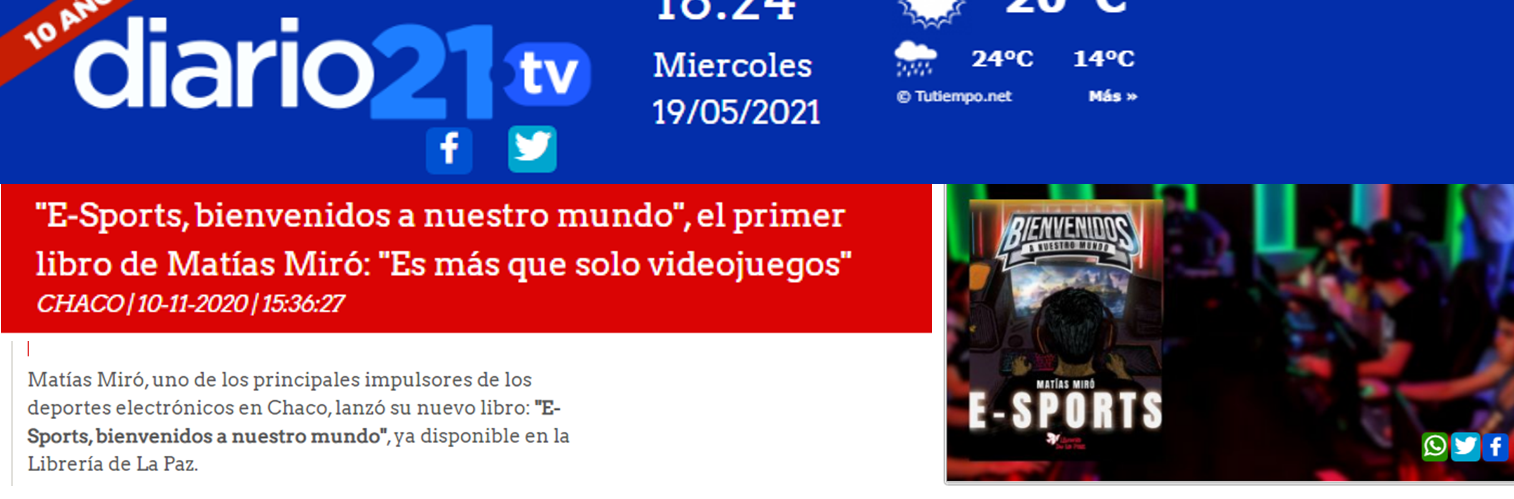 10 AÑOS
diario21 tv
18:24
Miercoles
19/05/2021
20°C
24ºC 14ºC
© Tutiempo.net Más »
"E-Sports, bienvenidos a nuestro mundo", el primer
libro de Matías Miró: "Es más que solo videojuegos"
CHACO | 10-11-2020 | 15:36:27
Matías Miró, uno de los principales impulsores de los
deportes electrónicos en Chaco, lanzó su nuevo libro: "E-
Sports, bienvenidos a nuestro mundo", ya disponible en la
Librería de La Paz.
BIENVENIDOS
A NUESTRO MUNDO
MATÍAS MIRÓ
E-SPORTS